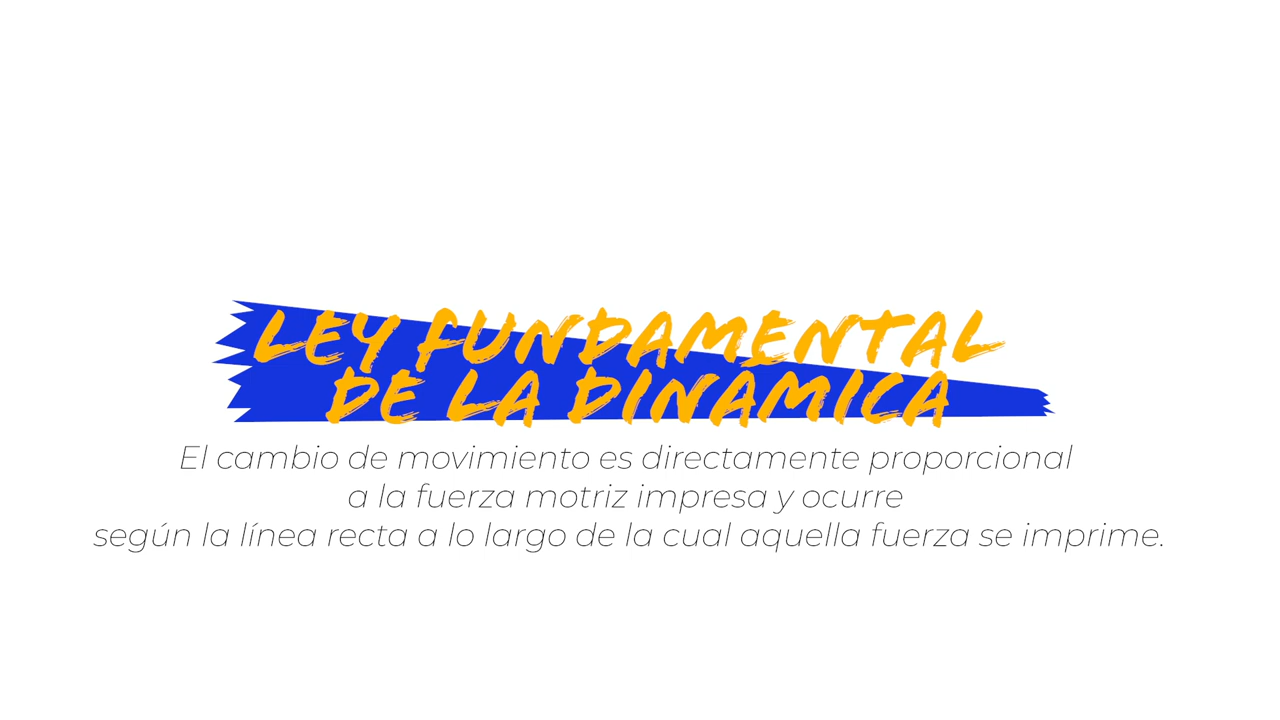 LEY FUNDAMENTAL
DE LA DINÁMICA
El cambio de movimiento es directamente proporcional
a la fuerza motriz impresa y ocurre
según la línea recta a lo largo de la cual aquella fuerza se imprime.